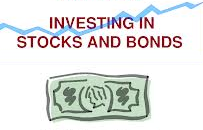 INVESTING IN
STOCKS AND BONDS
$ $